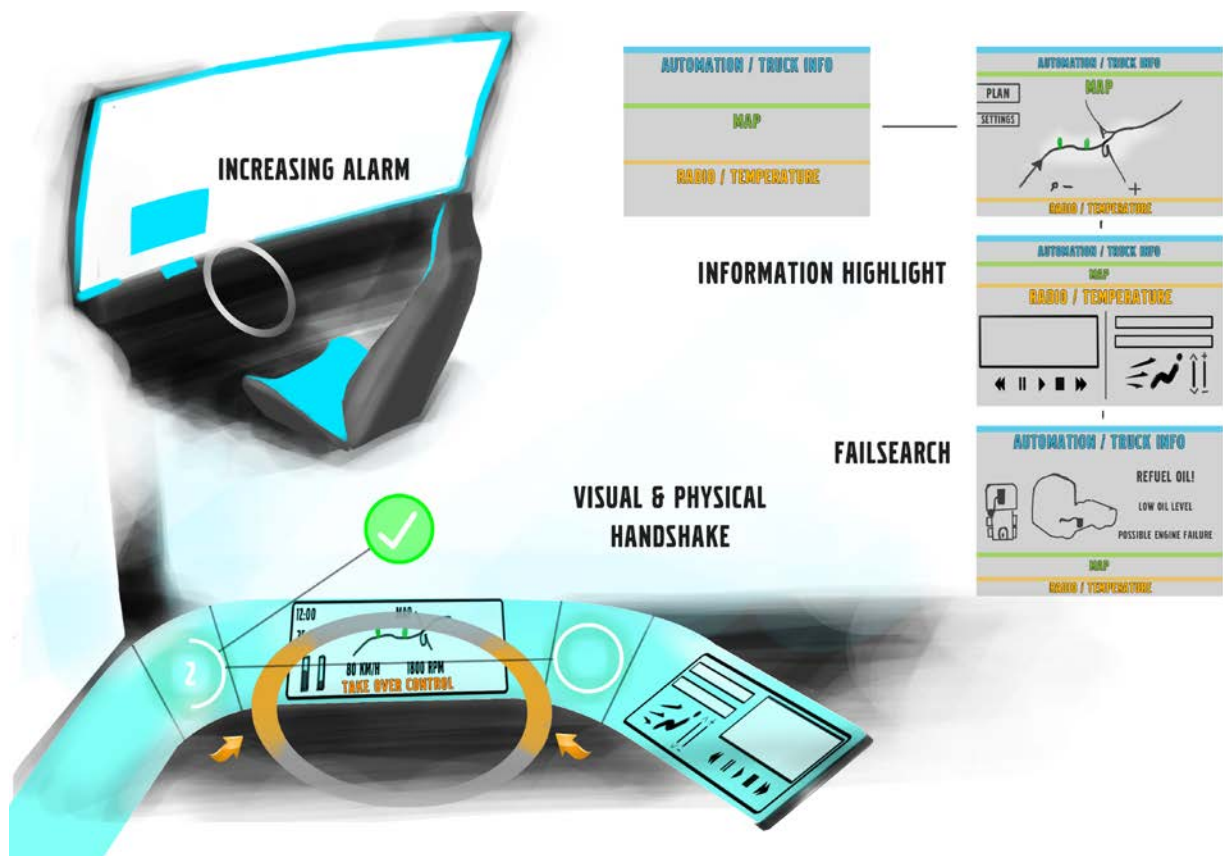 INCREASING ALARM
AUTOMATION / TRUCK INFO
MAP
RADIO / TEMPERATURE
AUTOMATION / TRUCK INFO
MAP
PLAN
SETTINGS
RADIO / TEMPERATURE
INFORMATION HIGHLIGHT
AUTOMATION / TRUCK INFO
MAP
RADIO / TEMPERATURE
FAILSEARCH
AUTOMATION / TRUCK INFO
REFUEL OIL!
LOW OIL LEVEL
POSSIBLE ENGINE FAILURE
MAP
RADIO / TEMPERATURE
VISUAL & PHYSICAL
HANDSHAKE
2
12:00
MAP
80 KM/H 1800 RPM
TAKE OVER CONTROL